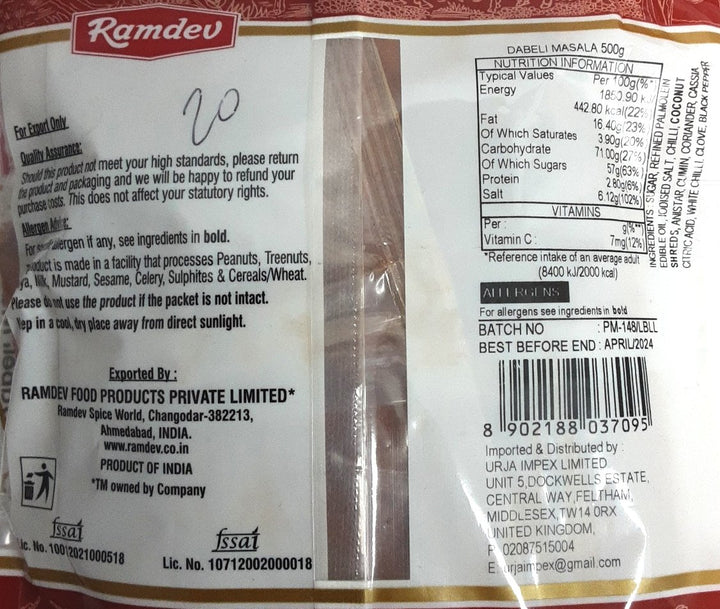 Ramdev
20
For Export Only
Quality Assurance:
Should this product not meet your high standards, please return
the product and packaging and we will be happy to refund your
purchase costs. This does not affect your statutory rights.
Allergen
For allergen if any, see ingredients in bold.
product is made in a facility that processes Peanuts, Treenuts,
Milk, Mustard, Sesame, Celery, Sulphites & Cereals/Wheat.
Please do not use the product if the packet is not intact.
in a cool, dry place away from direct sunlight.
Exported By :
RAMDEV FOOD PRODUCTS PRIVATE LIMITED*
Ramdev Spice World, Changodar-382213,
Ahmedabad, INDIA.
www.ramdev.co.in
PRODUCT OF INDIA
*TM owned by Company
fssai
Lic. No. 10012021000518
fssai
Lic. No. 10712002000018
DABELI MASALA 500g
NUTRITION INFORMATION
Typical Values Per 100g(%*)
Energy 1850.90 kJ/
442.80 kcal(22%)
Fat 16.40g(23%
Of Which Saturates 3.90g(20%
Carbohydrate 71.00g(27%)
Of Which Sugars 57g(63%)
Protein 2.80g(6%)
Salt 6.12g(102%)
VITAMINS
Per : g(%**)
Vitamin C : 7mg(12%)
*Reference intake of an average adult
(8400 kJ/2000 kcal)
INGREDIENTS: SUGAR, REFINED PALMOLEIN
EDIBLE OIL, IODISED SALT, CHILLI, COCONUT
SHREDS, ANISTAR, CUMIN, CORIANDER, CASSIA,
CITRIC ACID, WHITE CHILLI, CLOVE, BLACK PEPPER
ALLERGENS
For allergens see ingredients in bold
BATCH NO : PM-148/LBLL
BEST BEFORE END : APRIL/2024
8 902188 037095
Imported & Distributed by :
URJA IMPEX LIMITED
UNIT 5,DOCKWELLS ESTATE,
CENTRAL WAY,FELTHAM,
MIDDLESEX,TW14 0RX
UNITED KINGDOM,
P: 02087515004
E: urjaimpex@gmail.com